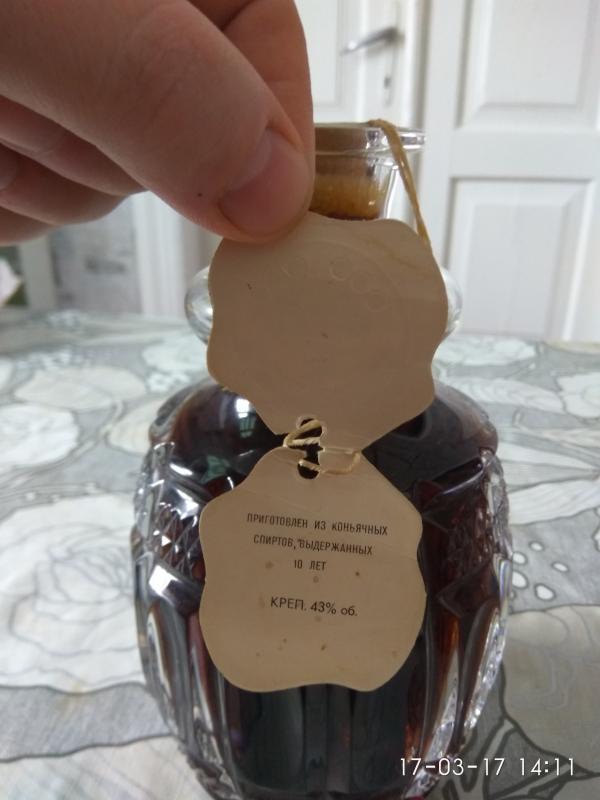 ПРИГОТОВЛЕН ИЗ КОНЬЯЧНЫХ
СПИРТОВ, ВЫДЕРЖАННЫХ
10 ЛЕТ
КРЕП. 43% об.
17-03-17 14:11